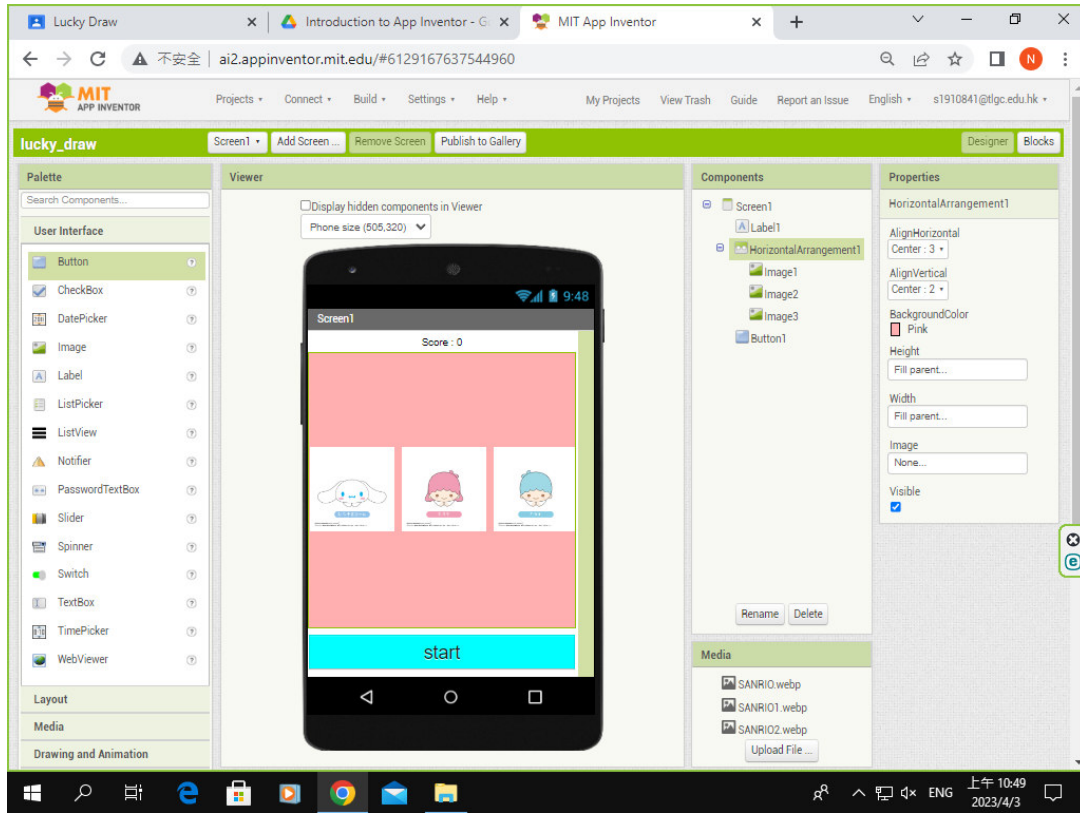 Lucky Draw
Introduction to App Inventor - G
MIT App Inventor
不安全 | ai2.appinventor.mit.edu/#6129167637544960
N
MIT
APP INVENTOR
Projects Connect Build Settings Help My Projects View Trash Guide Report an Issue English s1910841@tlgc.edu.hk
lucky_draw Screen1 Add Screen ... Remove Screen Publish to Gallery Designer Blocks
Palette
Search Components...
User Interface
Button
CheckBox
DatePicker
Image
Label
ListPicker
ListView
Notifier
PasswordTextBox
Slider
Spinner
Switch
TextBox
TimePicker
WebViewer
Layout
Media
Drawing and Animation
Viewer
Display hidden components in Viewer
Phone size (505,320)
9:48
Screen1
Score : 0
start
Components
Screen1
Label1
HorizontalArrangement1
Image1
Image2
Image3
Button1
Rename Delete
Media
SANRIO.webp
SANRIO1.webp
SANRIO2.webp
Upload File ...
Properties
HorizontalArrangement1
AlignHorizontal
Center : 3
AlignVertical
Center : 2
BackgroundColor
Pink
Height
Fill parent...
Width
Fill parent...
Image
None...
Visible
ENG
上午 10:49
2023/4/3